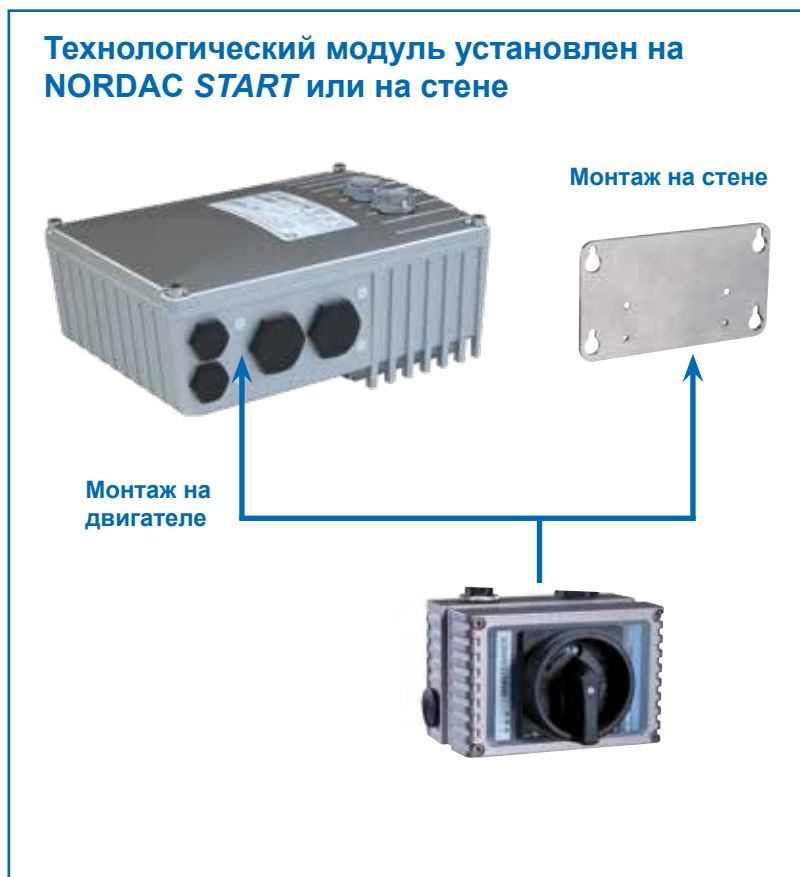 Технологический модуль установлен на
NORDAC START или на стене
Монтаж на стене
Монтаж на
двигателе